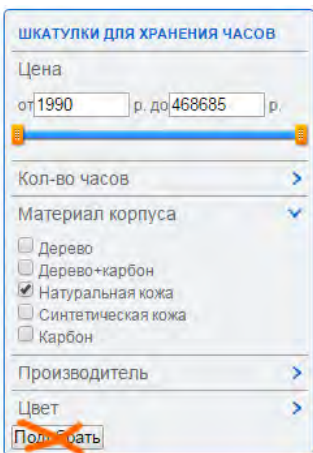 ШКАТУЛКИ ДЛЯ ХРАНЕНИЯ ЧАСОВ
Цена
от 1990 р. до 468685 р.
Кол-во часов
Материал корпуса
Дерево
Дерево+карбон
Натуральная кожа
Синтетическая кожа
Карбон
Производитель
Цвет
Подобрать